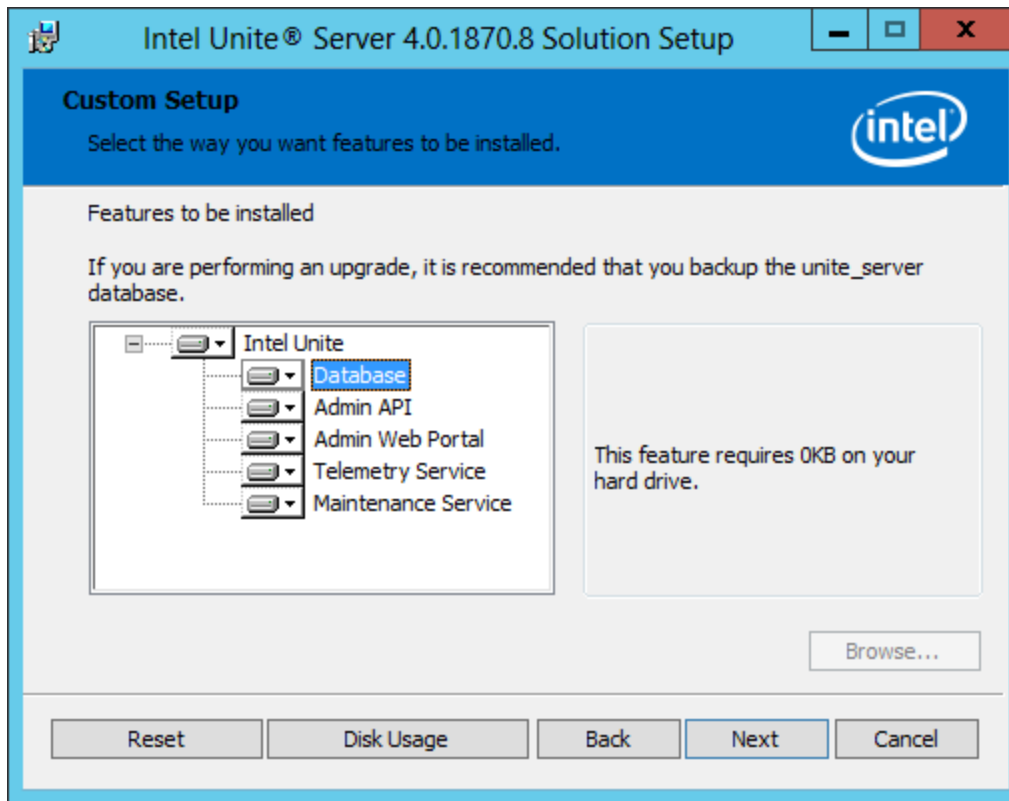 Intel Unite® Server 4.0.1870.8 Solution Setup
Custom Setup
Select the way you want features to be installed.
intel
Features to be installed
If you are performing an upgrade, it is recommended that you backup the unite_server
database.
Intel Unite
Database
Admin API
Admin Web Portal
Telemetry Service
Maintenance Service
This feature requires 0KB on your
hard drive.
Browse...
Reset
Disk Usage
Back
Next
Cancel